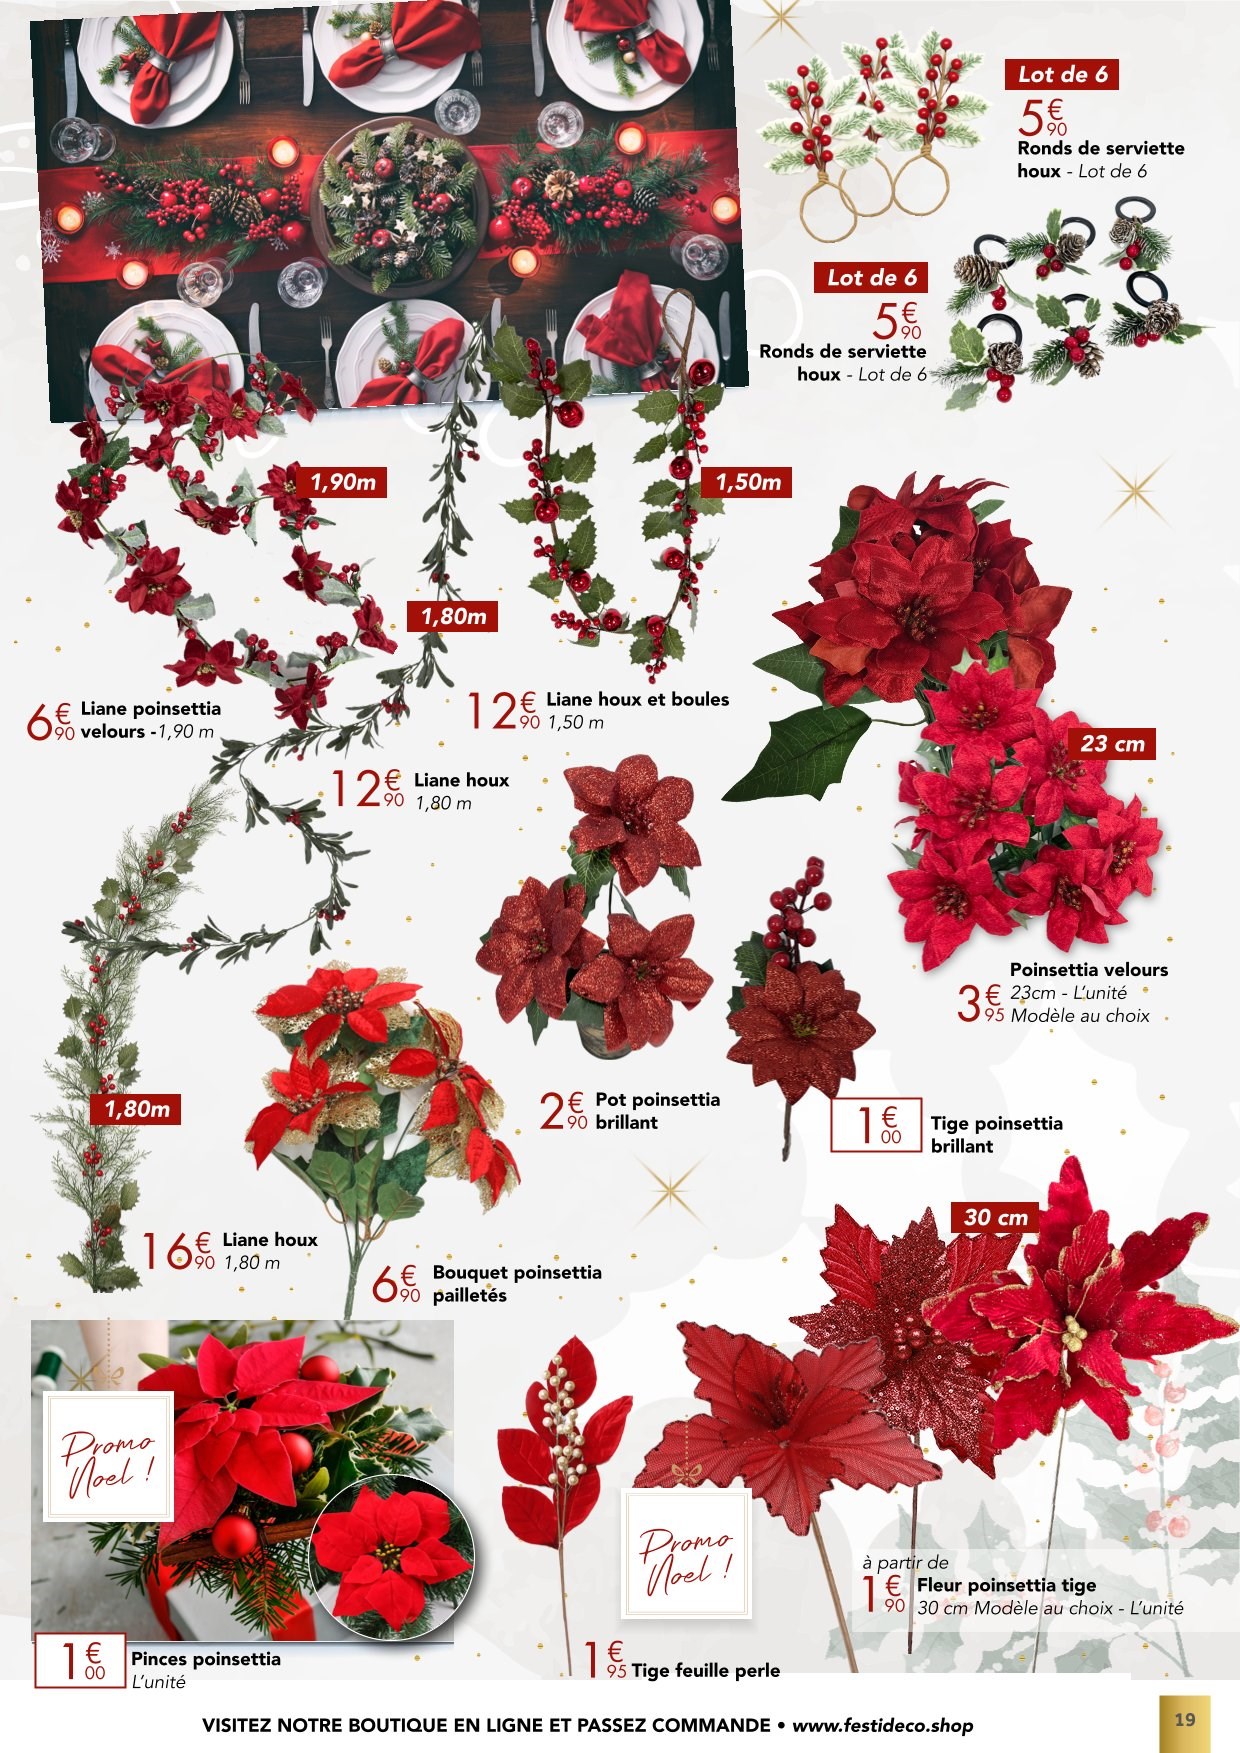 Lot de 6
5€90
Ronds de serviette
houx - Lot de 6
Lot de 6
5€90
Ronds de serviette
houx - Lot de 6
1,90m
1,50m
1,80m
6€90
Liane poinsettia
velours -1,90 m
12€90
Liane houx et boules
1,50 m
12€90
Liane houx
1,80 m
23 cm
Poinsettia velours
3€95
23cm - L'unité
Modèle au choix
1,80m
2€90
Pot poinsettia
brillant
1€00
Tige poinsettia
brillant
16€90
Liane houx
1,80 m
6€90
Bouquet poinsettia
pailletés
30 cm
Promo
Noel !
Promo
Noel !
à partir de
1€90
Fleur poinsettia tige
30 cm Modèle au choix - L'unité
1€00
Pinces poinsettia
L'unité
1€95
Tige feuille perle
VISITEZ NOTRE BOUTIQUE EN LIGNE ET PASSEZ COMMANDE • www.festideco.shop
19